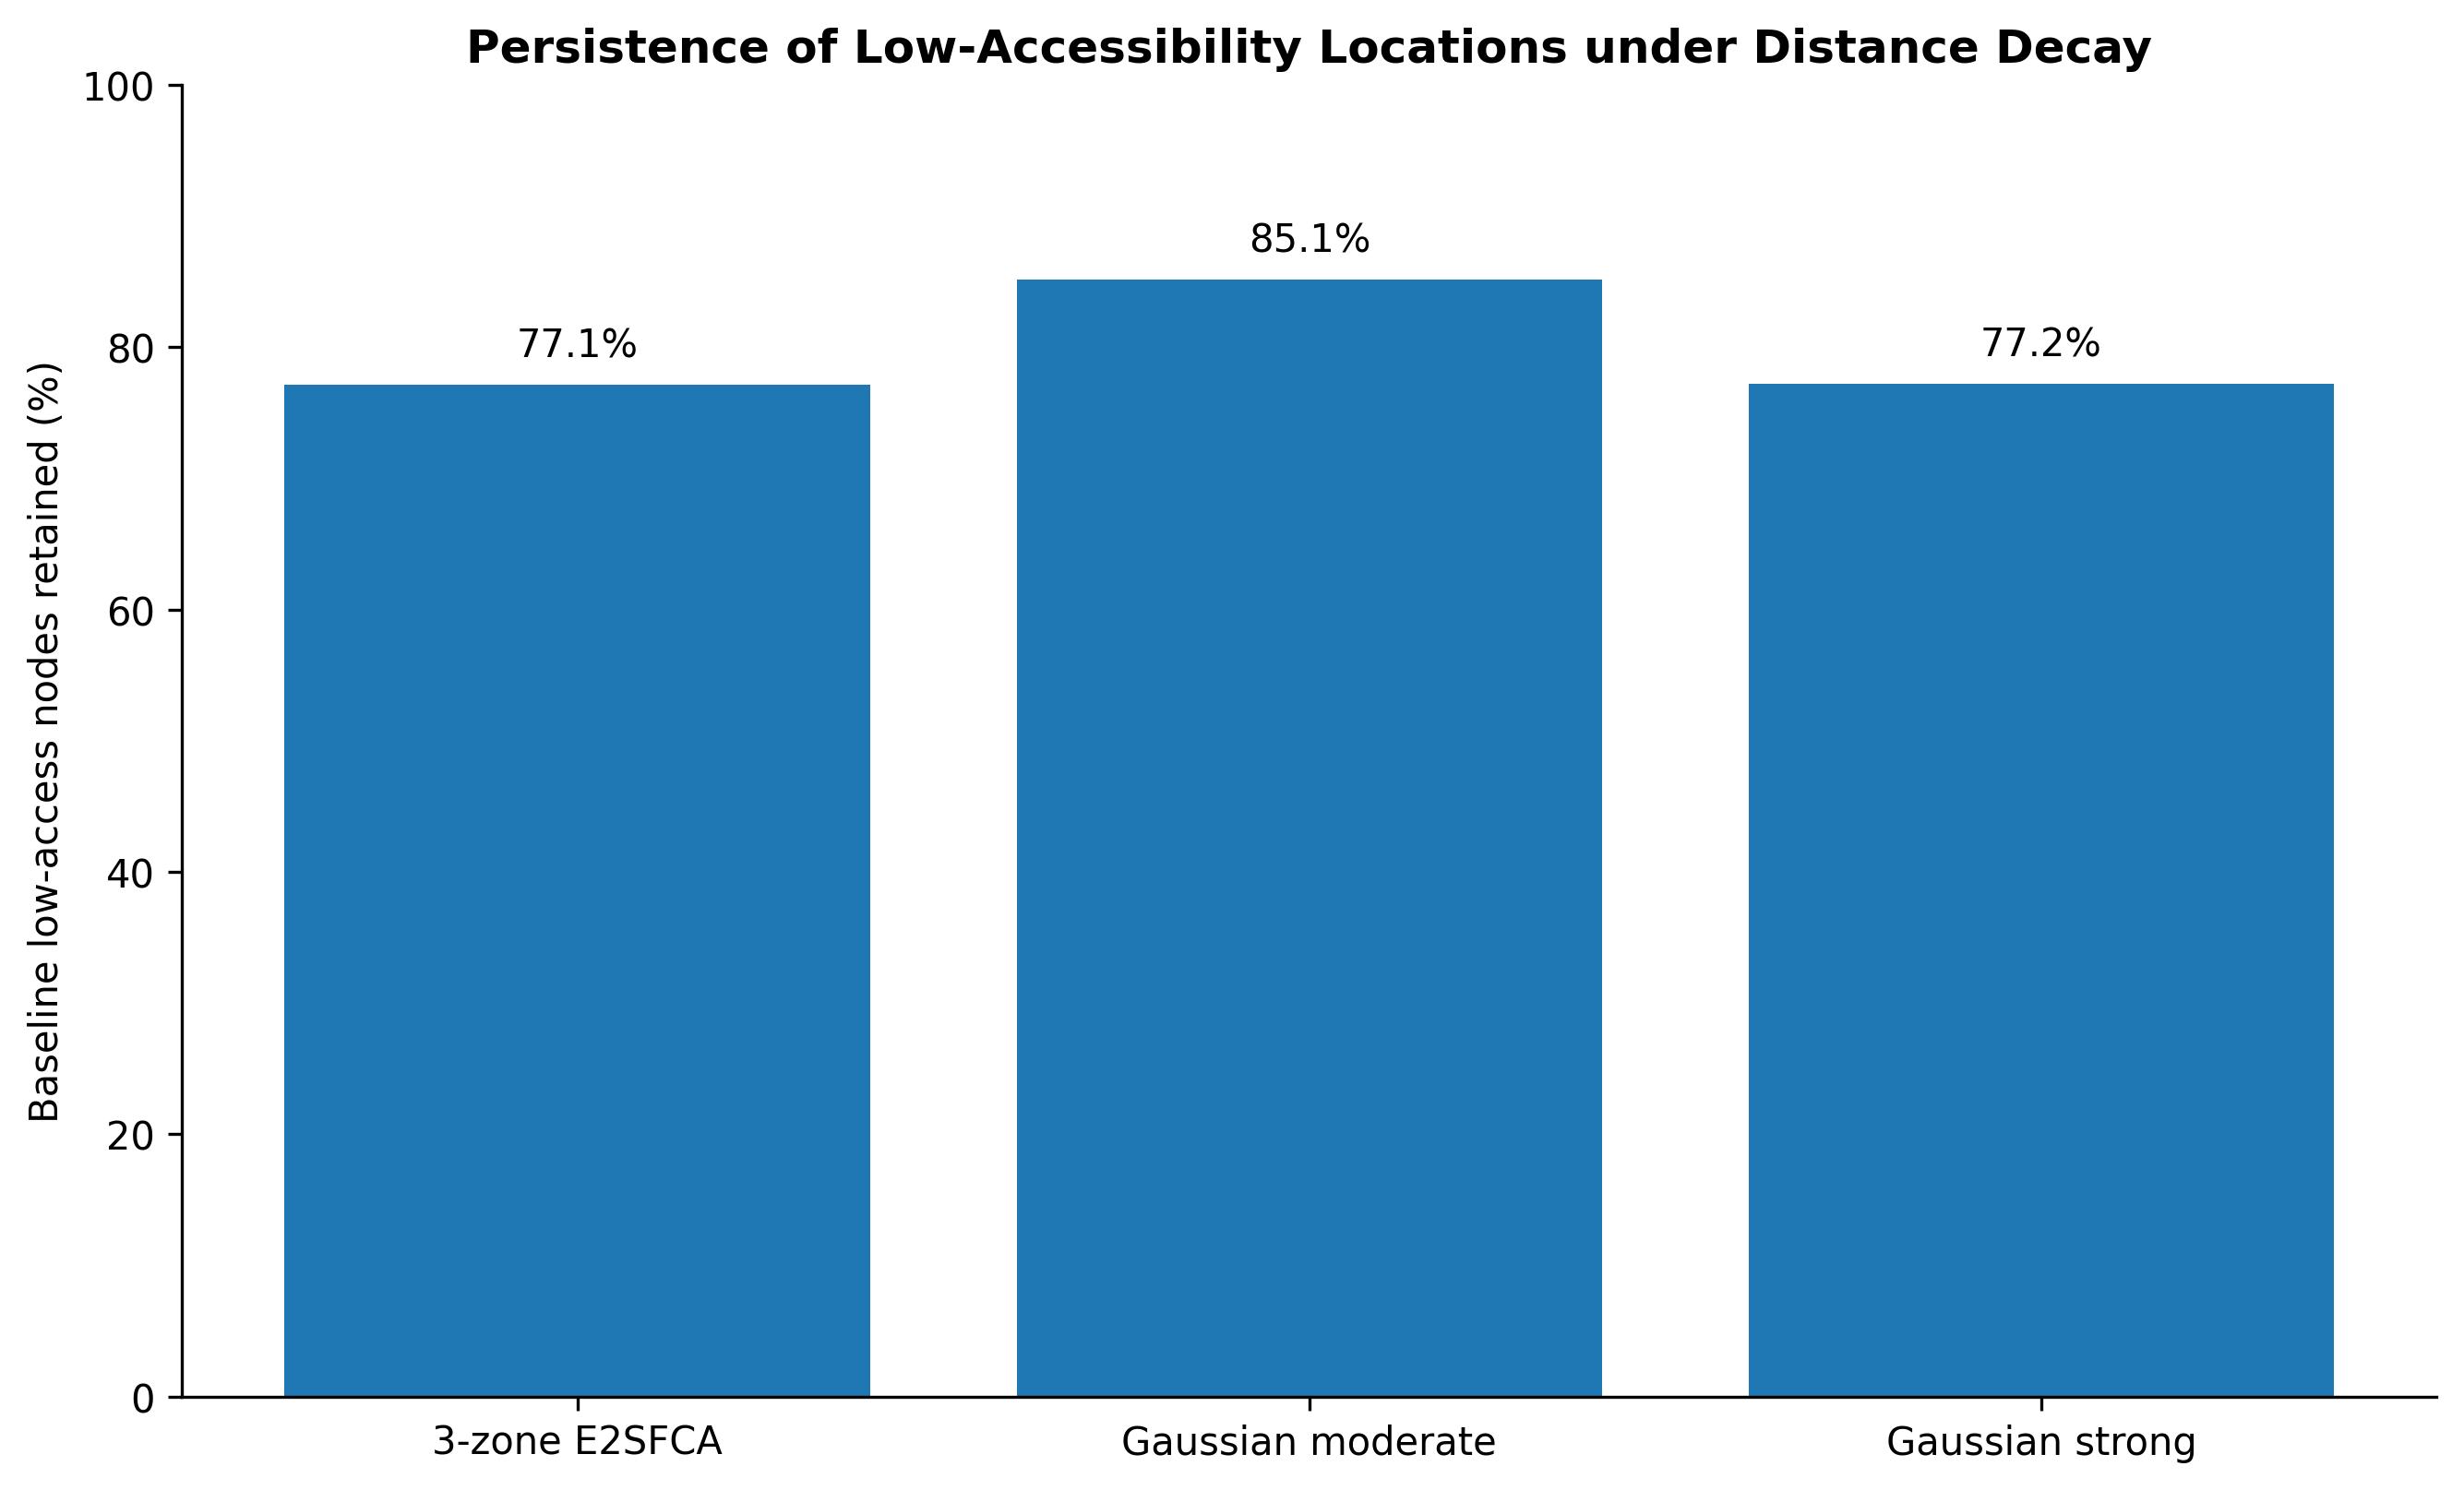 Persistence of Low-Accessibility Locations under Distance Decay
Baseline low-access nodes retained (%)
100
80
60
40
20
0
77.1%
85.1%
77.2%
3-zone E2SFCA
Gaussian moderate
Gaussian strong